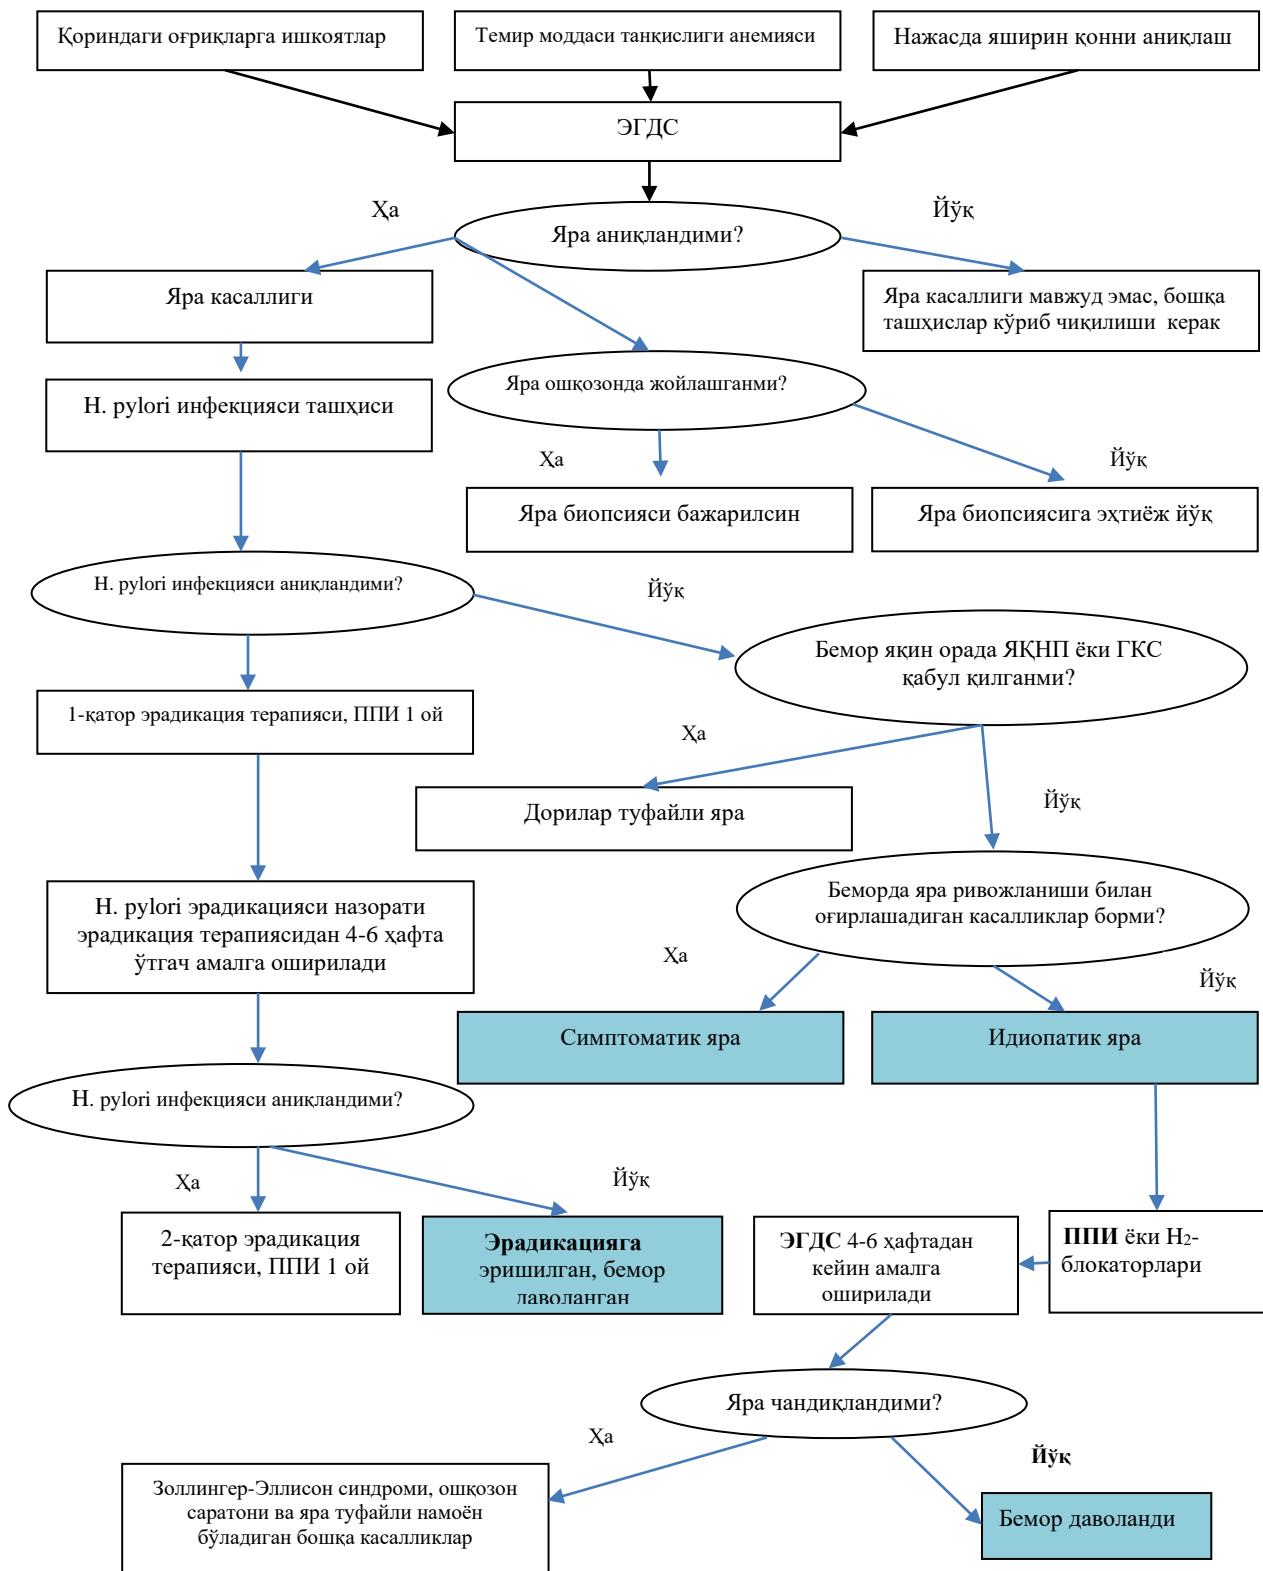 Қориндаги оғриқларга ишкоятлар
Темир моддаси танқислиги анемияси
Нажасда яширин қонни аниқлаш
ЭГДС
Ҳа
Йўқ
Яра аниқландими?
Яра касаллиги
Яра касаллиги мавжуд эмас, бошқа
ташҳислар кўриб чиқилиши керак
Яра ошқозонда жойлашганми?
H. pylori инфекцияси ташҳиси
Ҳа
Йўқ
Яра биопсияси бажарилсин
Яра биопсиясига эҳтиёж йўқ
H. pylori инфекцияси аниқландими?
Йўқ
Бемор яқин орада ЯҚНП ёки ГКС
қабул қилганми?
1-қатор эрадикация терапияси, ППИ 1 ой
Ҳа
Йўқ
Дорилар туфайли яра
H. pylori эрадикацияси назорати
эрадикация терапиясидан 4-6 ҳафта
ўтгач амалга оширилади
Беморда яра ривожланиши билан
оғирлашадиган касалликлар борми?
Ҳа
Йўқ
Симптоматик яра
Идиопатик яра
H. pylori инфекцияси аниқландими?
Ҳа
Йўқ
2-қатор эрадикация
терапияси, ППИ 1 ой
Эрадикацияга
эришилган, бемор
даволанган
ЭГДС 4-6 ҳафтадан
кейин амалга
оширилади
ППИ ёки H2-
блокаторлари
Яра чандиқландими?
Ҳа
Йўқ
Золлингер-Эллисон синдроми, ошқозон
саратони ва яра туфайли намоён
бўладиган бошқа касалликлар
Бемор даволанди